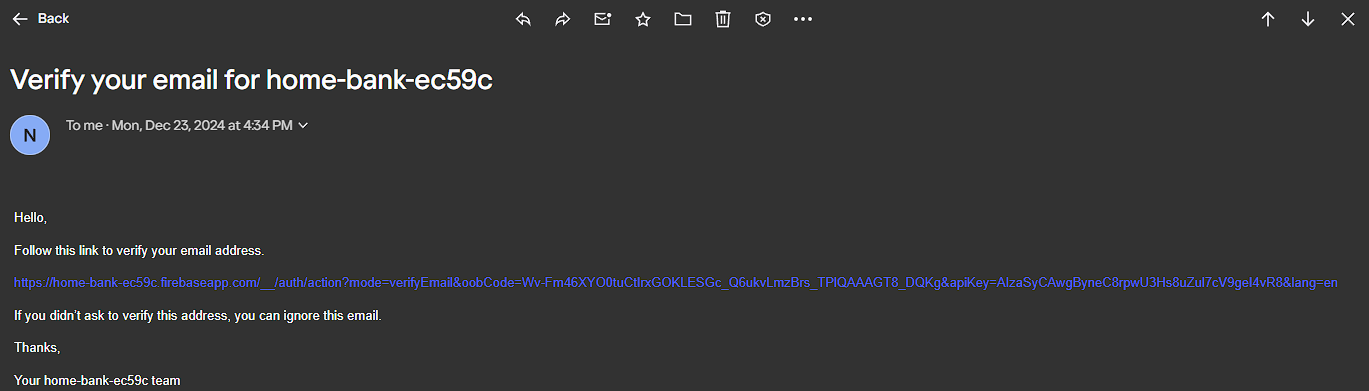 Back
Verify your email for home-bank-ec59c
N
To me · Mon, Dec 23, 2024 at 4:34 PM
Hello,
Follow this link to verify your email address.
https://home-bank-ec59c.firebaseapp.com/__/auth/action?mode=verifyEmail&oobCode=Wv-Fm46XYO0tuCtIrxGOKLESGc_Q6ukvLmzBrs_TPlQAAAGT8_DQKg&apiKey=AIzaSyCAwgByneC8rpwU3Hs8uZuI7cV9geI4vR8&lang=en
If you didn't ask to verify this address, you can ignore this email.
Thanks,
Your home-bank-ec59c team